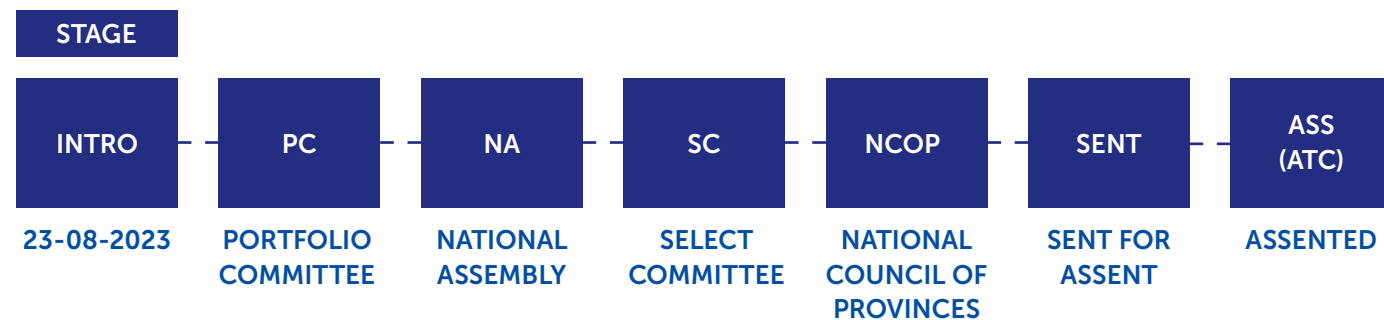 STAGE
INTRO
PC
NA
SC
NCOP
SENT
ASS
(ATC)
23-08-2023
PORTFOLIO
COMMITTEE
NATIONAL
ASSEMBLY
SELECT
COMMITTEE
NATIONAL
COUNCIL OF
PROVINCES
SENT FOR
ASSENT
ASSENTED